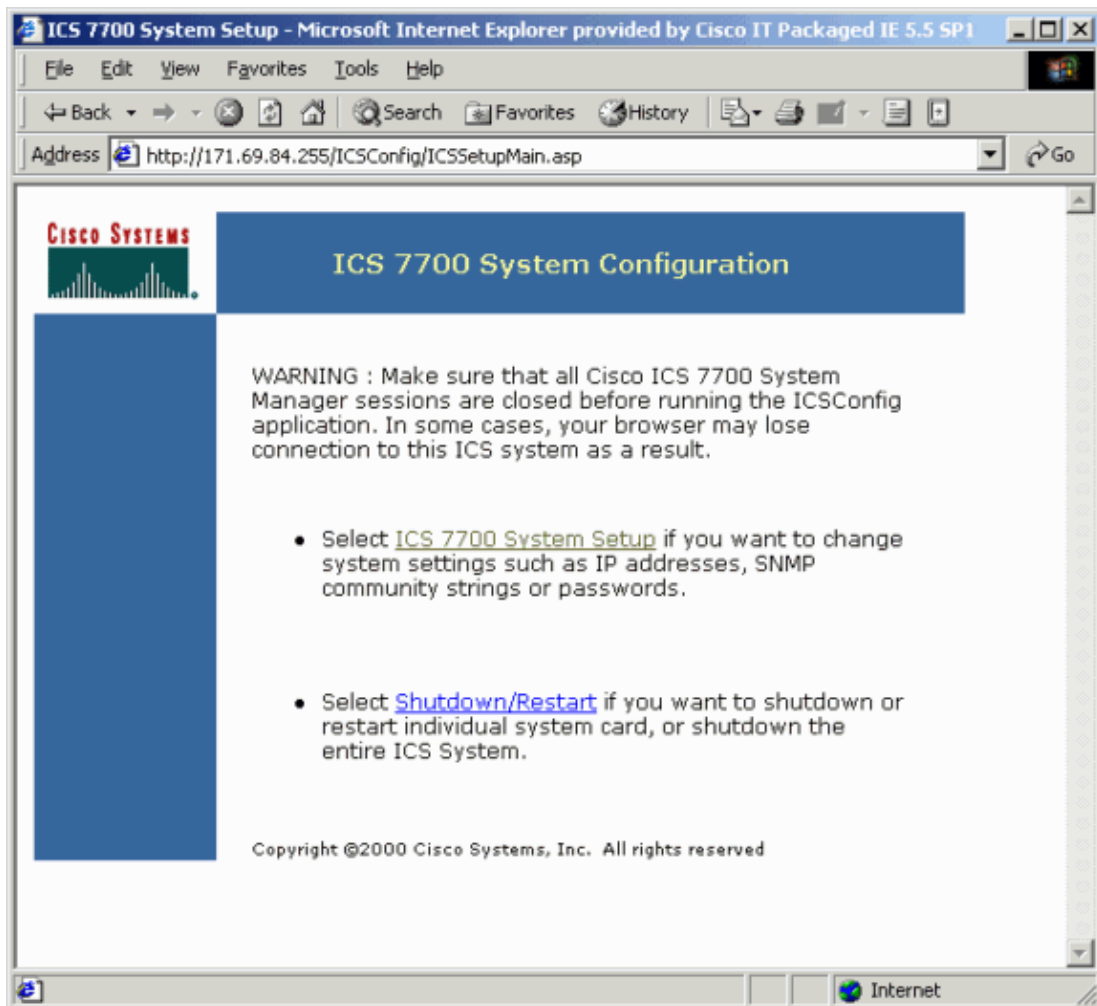 ICS 7700 System Setup - Microsoft Internet Explorer provided by Cisco IT Packaged IE 5.5 SP1
File Edit View Favorites Tools Help
Back Search Favorites History
Address http://171.69.84.255/ICSConfig/ICSSetupMain.asp Go
CISCO SYSTEMS
ICS 7700 System Configuration
WARNING : Make sure that all Cisco ICS 7700 System
Manager sessions are closed before running the ICSConfig
application. In some cases, your browser may lose
connection to this ICS system as a result.
• Select ICS 7700 System Setup if you want to change
system settings such as IP addresses, SNMP
community strings or passwords.
• Select Shutdown/Restart if you want to shutdown or
restart individual system card, or shutdown the
entire ICS System.
Copyright ©2000 Cisco Systems, Inc. All rights reserved
Internet